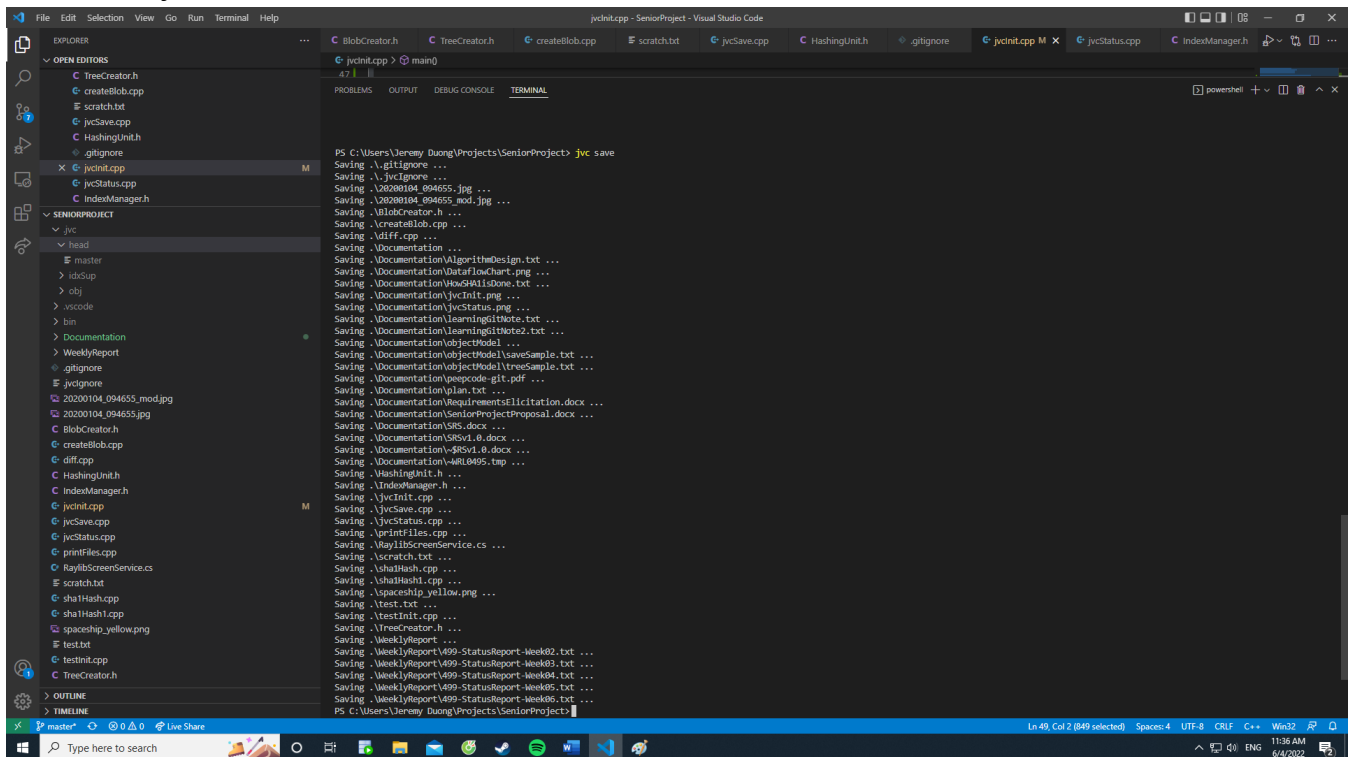 File Edit Selection View Go Run Terminal Help
jvcInit.cpp - SeniorProject - Visual Studio Code
EXPLORER
OPEN EDITORS
TreeCreator.h
createBlob.cpp
scratch.txt
jvcSave.cpp
HashingUnit.h
.gitignore
jvcInit.cpp M
jvcStatus.cpp
IndexManager.h
SENIORPROJECT
.jvc
head
master
idxSup
obj
.vscode
bin
Documentation
WeeklyReport
.gitignore
.jvcIgnore
20200104_094655_mod.jpg
20200104_094655.jpg
BlobCreator.h
createBlob.cpp
diff.cpp
HashingUnit.h
IndexManager.h
jvcInit.cpp M
jvcSave.cpp
jvcStatus.cpp
printFiles.cpp
RaylibScreenService.cs
scratch.txt
sha1Hash.cpp
sha1Hash1.cpp
spaceship_yellow.png
test.txt
testInit.cpp
TreeCreator.h
OUTLINE
TIMELINE
BlobCreator.h TreeCreator.h createBlob.cpp scratch.txt jvcSave.cpp HashingUnit.h .gitignore jvcInit.cpp M jvcStatus.cpp IndexManager.h
jvcInit.cpp > main()
47
PROBLEMS OUTPUT DEBUG CONSOLE TERMINAL
powershell
PS C:\Users\Jeremy Duong\Projects\SeniorProject> jvc save
Saving .\.gitignore ...
Saving .\.jvcIgnore ...
Saving .\20200104_094655.jpg ...
Saving .\20200104_094655_mod.jpg ...
Saving .\BlobCreator.h ...
Saving .\createBlob.cpp ...
Saving .\diff.cpp ...
Saving .\Documentation ...
Saving .\Documentation\AlgorithmDesign.txt ...
Saving .\Documentation\DataflowChart.png ...
Saving .\Documentation\HowSHA1isDone.txt ...
Saving .\Documentation\jvcInit.png ...
Saving .\Documentation\jvcStatus.png ...
Saving .\Documentation\learningGitNote.txt ...
Saving .\Documentation\learningGitNote2.txt ...
Saving .\Documentation\objectModel ...
Saving .\Documentation\objectModel\saveSample.txt ...
Saving .\Documentation\objectModel\treeSample.txt ...
Saving .\Documentation\peepcode-git.pdf ...
Saving .\Documentation\plan.txt ...
Saving .\Documentation\RequirementsElicitation.docx ...
Saving .\Documentation\SeniorProjectProposal.docx ...
Saving .\Documentation\SRS.docx ...
Saving .\Documentation\SRSv1.0.docx ...
Saving .\Documentation\~$RSv1.0.docx ...
Saving .\Documentation\~WRL0495.tmp ...
Saving .\HashingUnit.h ...
Saving .\IndexManager.h ...
Saving .\jvcInit.cpp ...
Saving .\jvcSave.cpp ...
Saving .\jvcStatus.cpp ...
Saving .\printFiles.cpp ...
Saving .\RaylibScreenService.cs ...
Saving .\scratch.txt ...
Saving .\sha1Hash.cpp ...
Saving .\sha1Hash1.cpp ...
Saving .\spaceship_yellow.png ...
Saving .\test.txt ...
Saving .\testInit.cpp ...
Saving .\TreeCreator.h ...
Saving .\WeeklyReport ...
Saving .\WeeklyReport\499-StatusReport-Week02.txt ...
Saving .\WeeklyReport\499-StatusReport-Week03.txt ...
Saving .\WeeklyReport\499-StatusReport-Week04.txt ...
Saving .\WeeklyReport\499-StatusReport-Week05.txt ...
Saving .\WeeklyReport\499-StatusReport-Week06.txt ...
PS C:\Users\Jeremy Duong\Projects\SeniorProject>
master* 0 0 Live Share
Ln 49, Col 2 (849 selected) Spaces: 4 UTF-8 CRLF C++ Win32
Type here to search
ENG
11:36 AM
6/4/2022